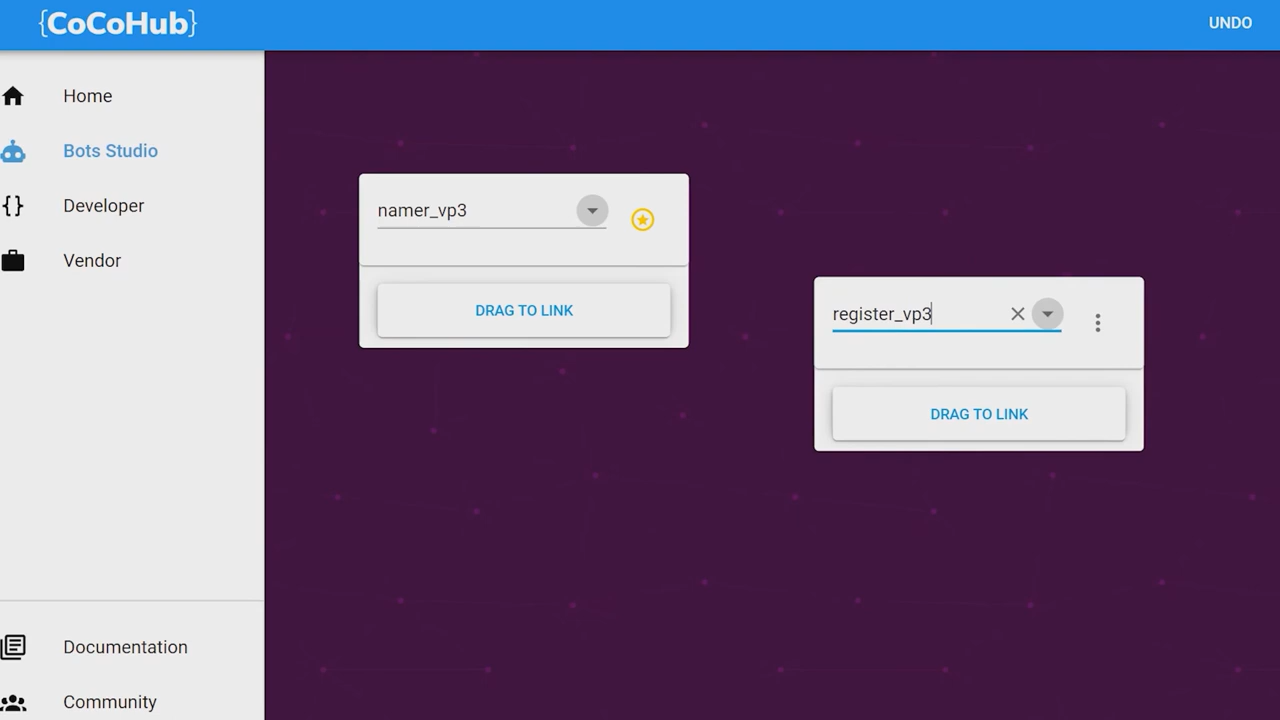 {CoCoHub}
UNDO
Home
Bots Studio
Developer
Vendor
Documentation
Community
namer_vp3
DRAG TO LINK
register_vp3
DRAG TO LINK